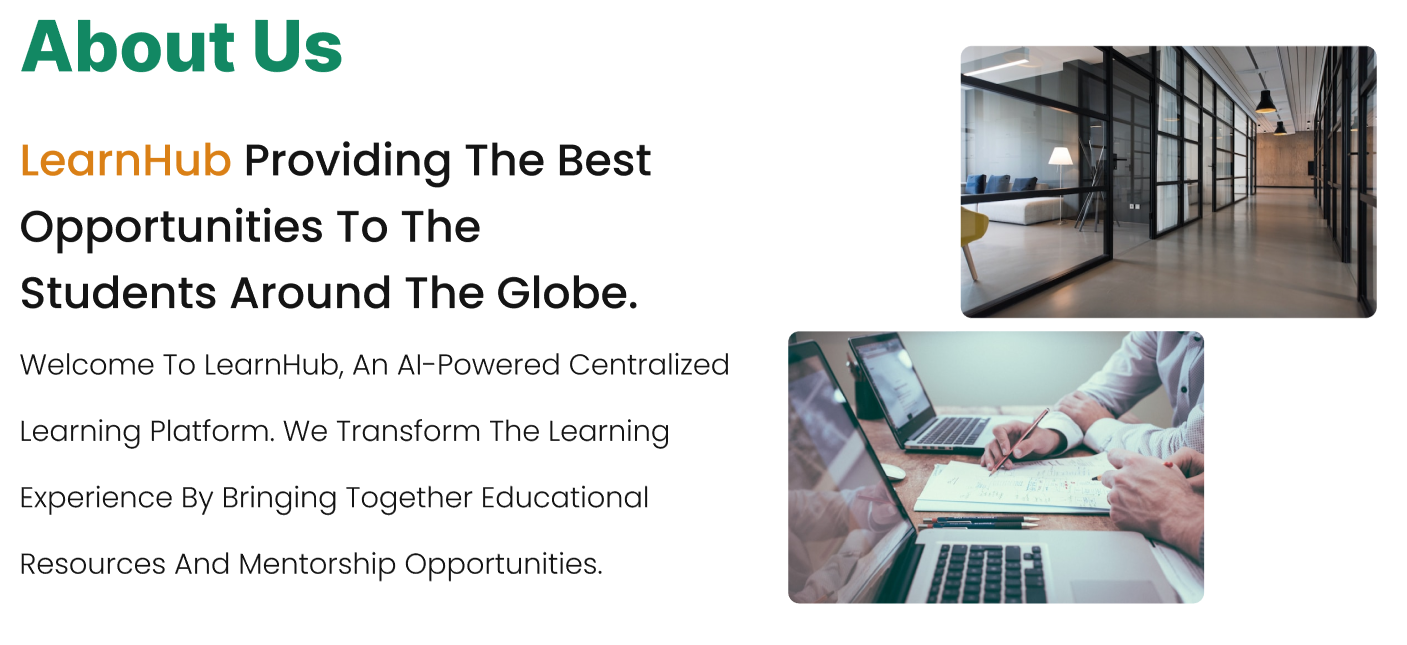 About Us
LearnHub Providing The Best
Opportunities To The
Students Around The Globe.
Welcome To LearnHub, An AI-Powered Centralized
Learning Platform. We Transform The Learning
Experience By Bringing Together Educational
Resources And Mentorship Opportunities.